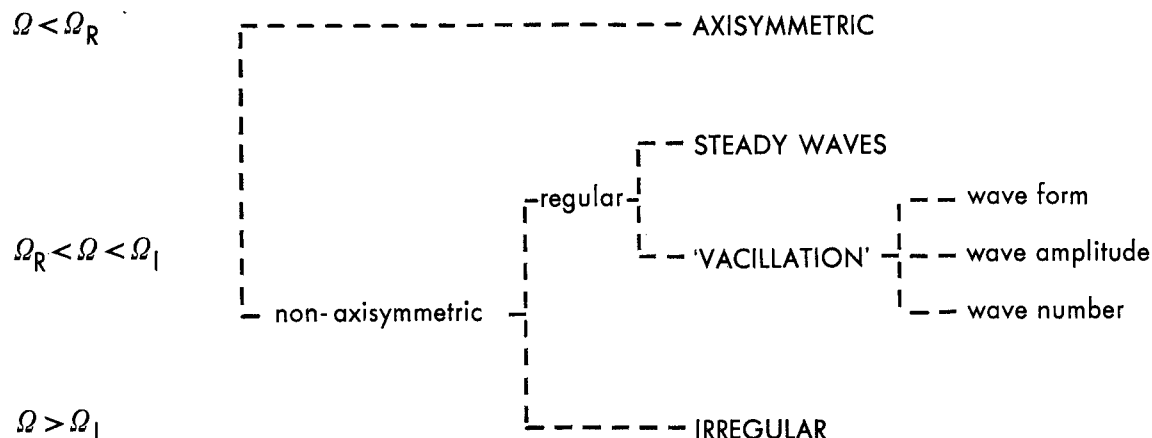 Ω < Ω_R AXISYMMETRIC
STEADY WAVES
regular wave form
Ω_R < Ω < Ω_I 'VACILLATION' wave amplitude
non-axisymmetric wave number
Ω > Ω_I IRREGULAR